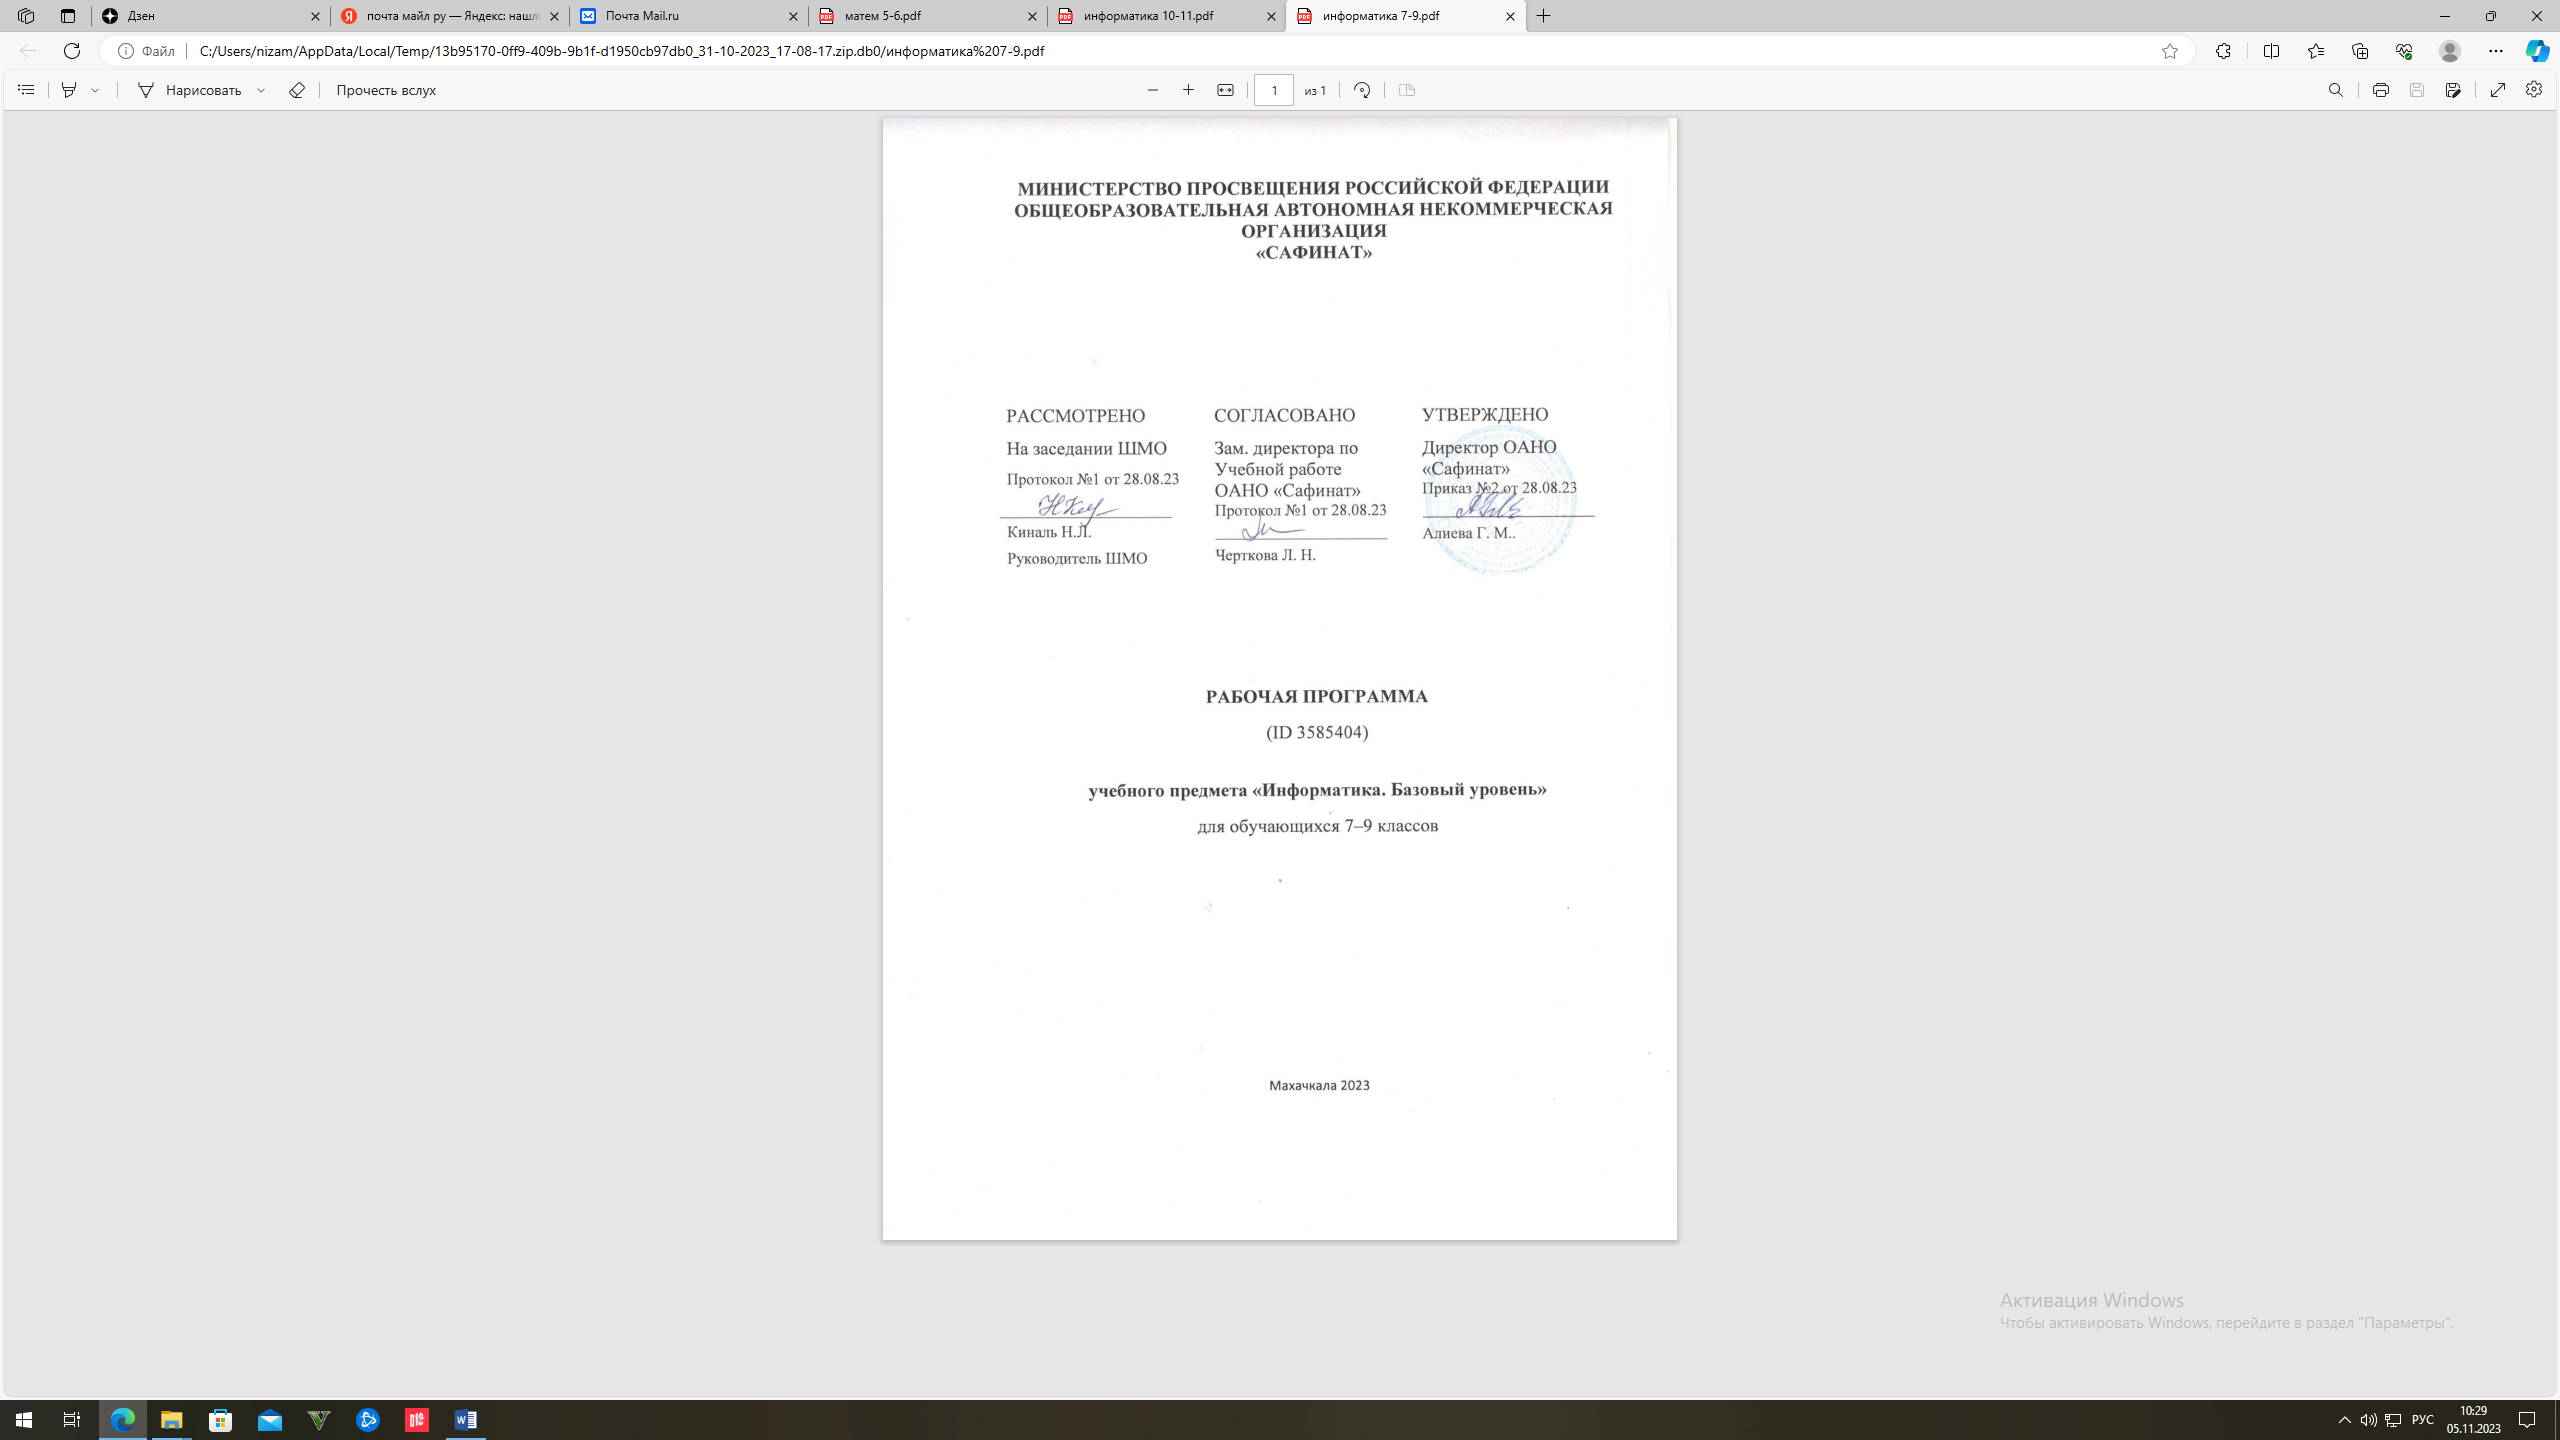 Дзен
почта майл ру — Яндекс: нашл
Почта Mail.ru
матем 5-6.pdf
информатика 10-11.pdf
информатика 7-9.pdf
Файл
C:/Users/nizam/AppData/Local/Temp/13b95170-0ff9-409b-9b1f-d1950cb97db0_31-10-2023_17-08-17.zip.db0/информатика%207-9.pdf
Нарисовать
Прочесть вслух
1 из 1
МИНИСТЕРСТВО ПРОСВЕЩЕНИЯ РОССИЙСКОЙ ФЕДЕРАЦИИ
ОБЩЕОБРАЗОВАТЕЛЬНАЯ АВТОНОМНАЯ НЕКОММЕРЧЕСКАЯ
ОРГАНИЗАЦИЯ
«САФИНАТ»
РАССМОТРЕНО
На заседании ШМО
Протокол №1 от 28.08.23
Киналь Н.Л.
Руководитель ШМО
СОГЛАСОВАНО
Зам. директора по
Учебной работе
ОАНО «Сафинат»
Протокол №1 от 28.08.23
Черткова Л. Н.
УТВЕРЖДЕНО
Директор ОАНО
«Сафинат»
Приказ №2 от 28.08.23
Алиева Г. М..
РАБОЧАЯ ПРОГРАММА
(ID 3585404)
учебного предмета «Информатика. Базовый уровень»
для обучающихся 7–9 классов
Махачкала 2023
Активация Windows
Чтобы активировать Windows, перейдите в раздел "Параметры".
РУС
10:29
05.11.2023